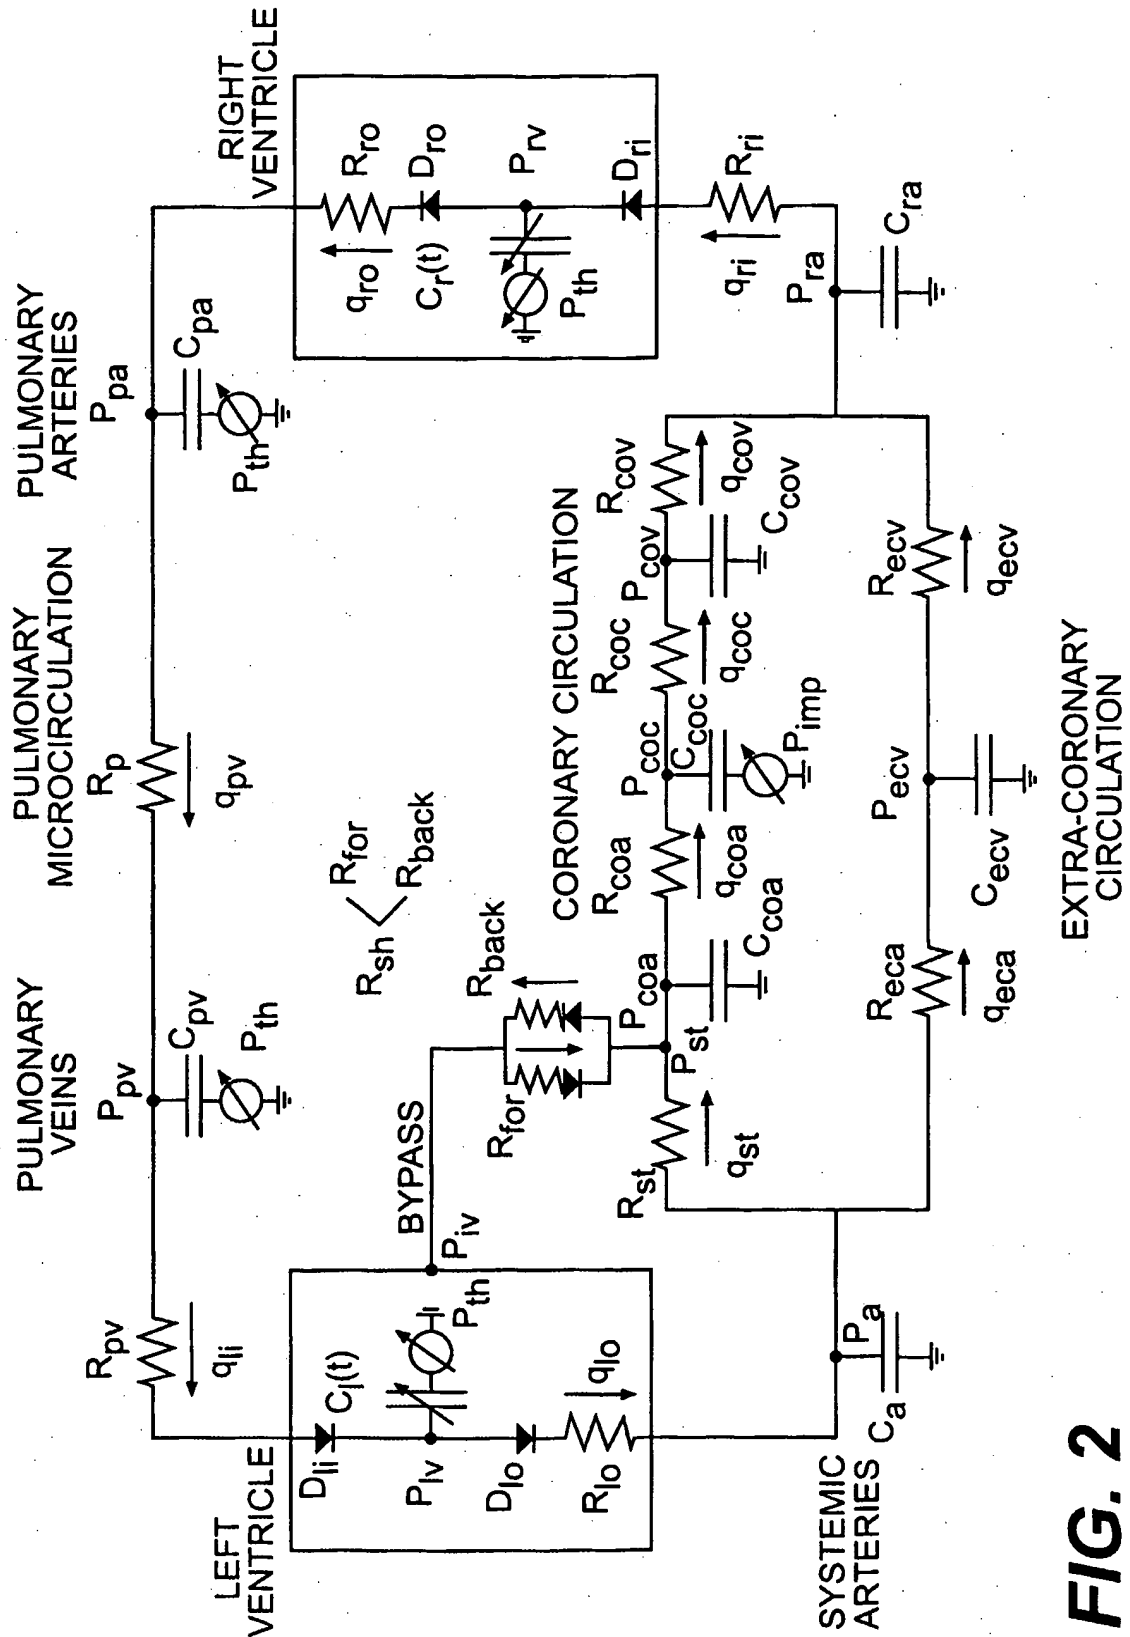 PULMONARY
VEINS
PULMONARY
MICROCIRCULATION
PULMONARY
ARTERIES
R_pv
q_li
P_pv
C_pv
P_th
R_p
q_pv
P_pa
C_pa
P_th
LEFT
VENTRICLE
D_li
C_l(t)
P_lv
P_th
D_lo
R_lo
q_lo
P_iv
BYPASS
R_for
R_back
R_sh
R_for
R_back
RIGHT
VENTRICLE
R_ro
q_ro
D_ro
C_r(t)
P_rv
P_th
D_ri
R_ri
q_ri
P_ra
C_ra
CORONARY CIRCULATION
R_st
q_st
P_st
P_coa
C_coa
R_coa
q_coa
P_coc
C_coc
P_imp
R_coc
q_coc
P_cov
C_cov
R_cov
q_cov
SYSTEMIC
ARTERIES
P_a
C_a
R_eca
q_eca
P_ecv
C_ecv
R_ecv
q_ecv
EXTRA-CORONARY
CIRCULATION
FIG. 2